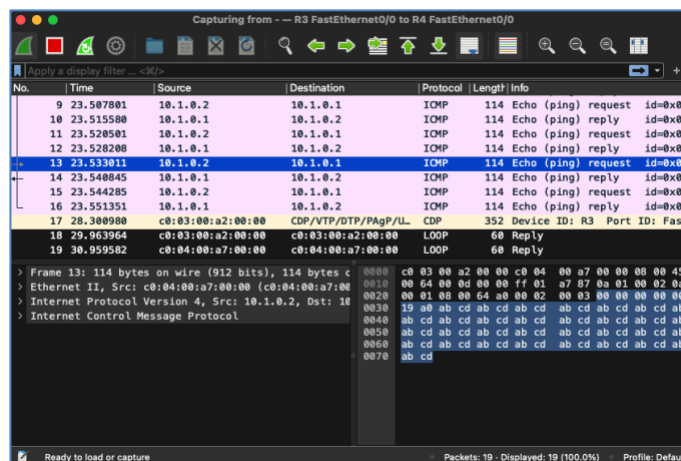 Capturing from - — R3 FastEthernet0/0 to R4 FastEthernet0/0
Apply a display filter ... <⌘/>
No. Time Source Destination Protocol Length Info
9 23.507801 10.1.0.2 10.1.0.1 ICMP 114 Echo (ping) request id=0x0
10 23.515580 10.1.0.1 10.1.0.2 ICMP 114 Echo (ping) reply id=0x0
11 23.520501 10.1.0.2 10.1.0.1 ICMP 114 Echo (ping) request id=0x0
12 23.528208 10.1.0.1 10.1.0.2 ICMP 114 Echo (ping) reply id=0x0
13 23.533011 10.1.0.2 10.1.0.1 ICMP 114 Echo (ping) request id=0x0
14 23.540845 10.1.0.1 10.1.0.2 ICMP 114 Echo (ping) reply id=0x0
15 23.544285 10.1.0.2 10.1.0.1 ICMP 114 Echo (ping) request id=0x0
16 23.551351 10.1.0.1 10.1.0.2 ICMP 114 Echo (ping) reply id=0x0
17 28.300980 c0:03:00:a2:00:00 CDP/VTP/DTP/PAgP/U… CDP 352 Device ID: R3 Port ID: Fas
18 29.963964 c0:03:00:a2:00:00 c0:03:00:a2:00:00 LOOP 60 Reply
19 30.959582 c0:04:00:a7:00:00 c0:04:00:a7:00:00 LOOP 60 Reply
> Frame 13: 114 bytes on wire (912 bits), 114 bytes c
> Ethernet II, Src: c0:04:00:a7:00:00 (c0:04:00:a7:00
> Internet Protocol Version 4, Src: 10.1.0.2, Dst: 10
> Internet Control Message Protocol
0000 c0 03 00 a2 00 00 c0 04 00 a7 00 00 08 00 45
0010 00 64 00 0d 00 00 ff 01 a7 87 0a 01 00 02 0a
0020 00 01 08 00 64 a0 00 02 00 03 00 00 00 00 00
0030 19 a0 ab cd ab cd ab cd ab cd ab cd ab cd ab
0040 ab cd ab cd ab cd ab cd ab cd ab cd ab cd ab
0050 ab cd ab cd ab cd ab cd ab cd ab cd ab cd ab
0060 ab cd ab cd ab cd ab cd ab cd ab cd ab cd ab
0070 ab cd
Ready to load or capture Packets: 19 · Displayed: 19 (100.0%) Profile: Defau